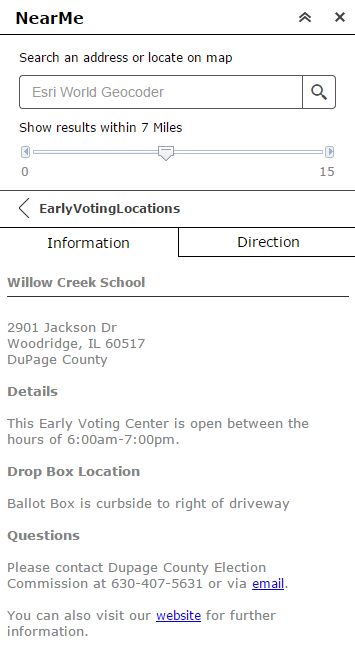 NearMe
Search an address or locate on map
Esri World Geocoder
Show results within 7 Miles
0 15
EarlyVotingLocations
Information Direction
Willow Creek School
2901 Jackson Dr
Woodridge, IL 60517
DuPage County
Details
This Early Voting Center is open between the
hours of 6:00am-7:00pm.
Drop Box Location
Ballot Box is curbside to right of driveway
Questions
Please contact Dupage County Election
Commission at 630-407-5631 or via email.
You can also visit our website for further
information.